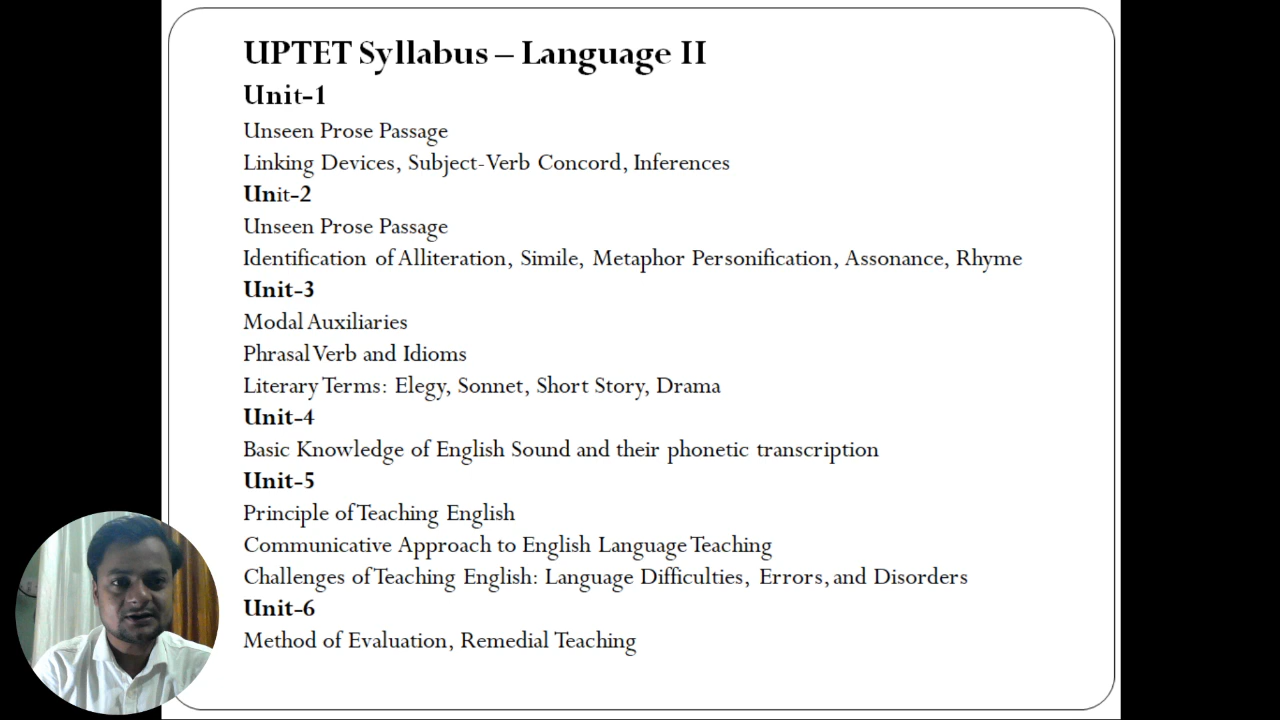 UPTET Syllabus – Language II
Unit-1
Unseen Prose Passage
Linking Devices, Subject-Verb Concord, Inferences
Unit-2
Unseen Prose Passage
Identification of Alliteration, Simile, Metaphor Personification, Assonance, Rhyme
Unit-3
Modal Auxiliaries
Phrasal Verb and Idioms
Literary Terms: Elegy, Sonnet, Short Story, Drama
Unit-4
Basic Knowledge of English Sound and their phonetic transcription
Unit-5
Principle of Teaching English
Communicative Approach to English Language Teaching
Challenges of Teaching English: Language Difficulties, Errors, and Disorders
Unit-6
Method of Evaluation, Remedial Teaching